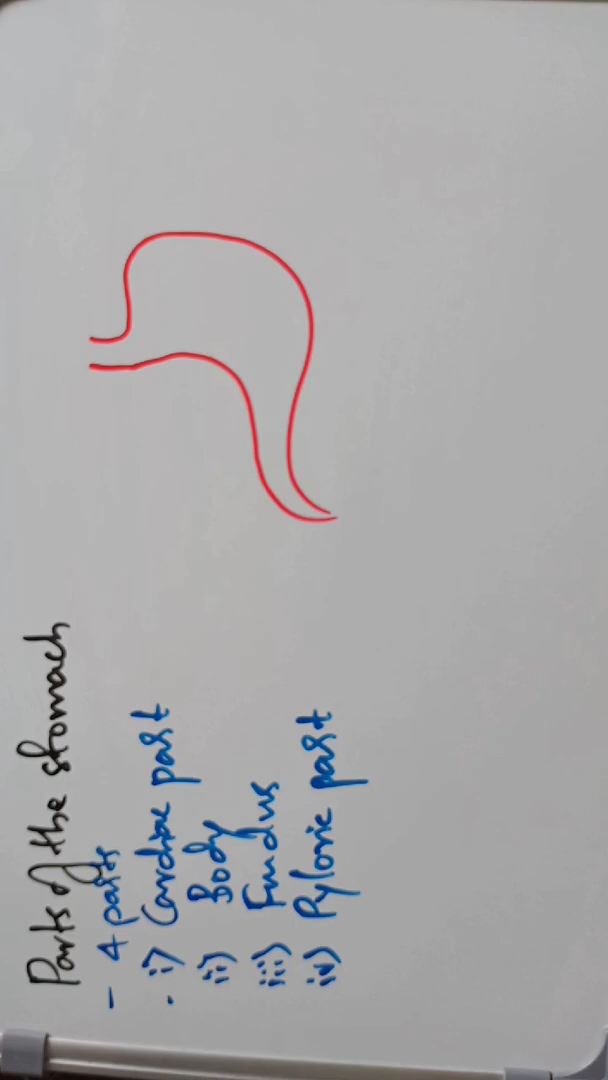 Parts of the stomach
- 4 parts
. i) Cardiac part
ii) Body
iii) Fundus
iv) Pyloric part